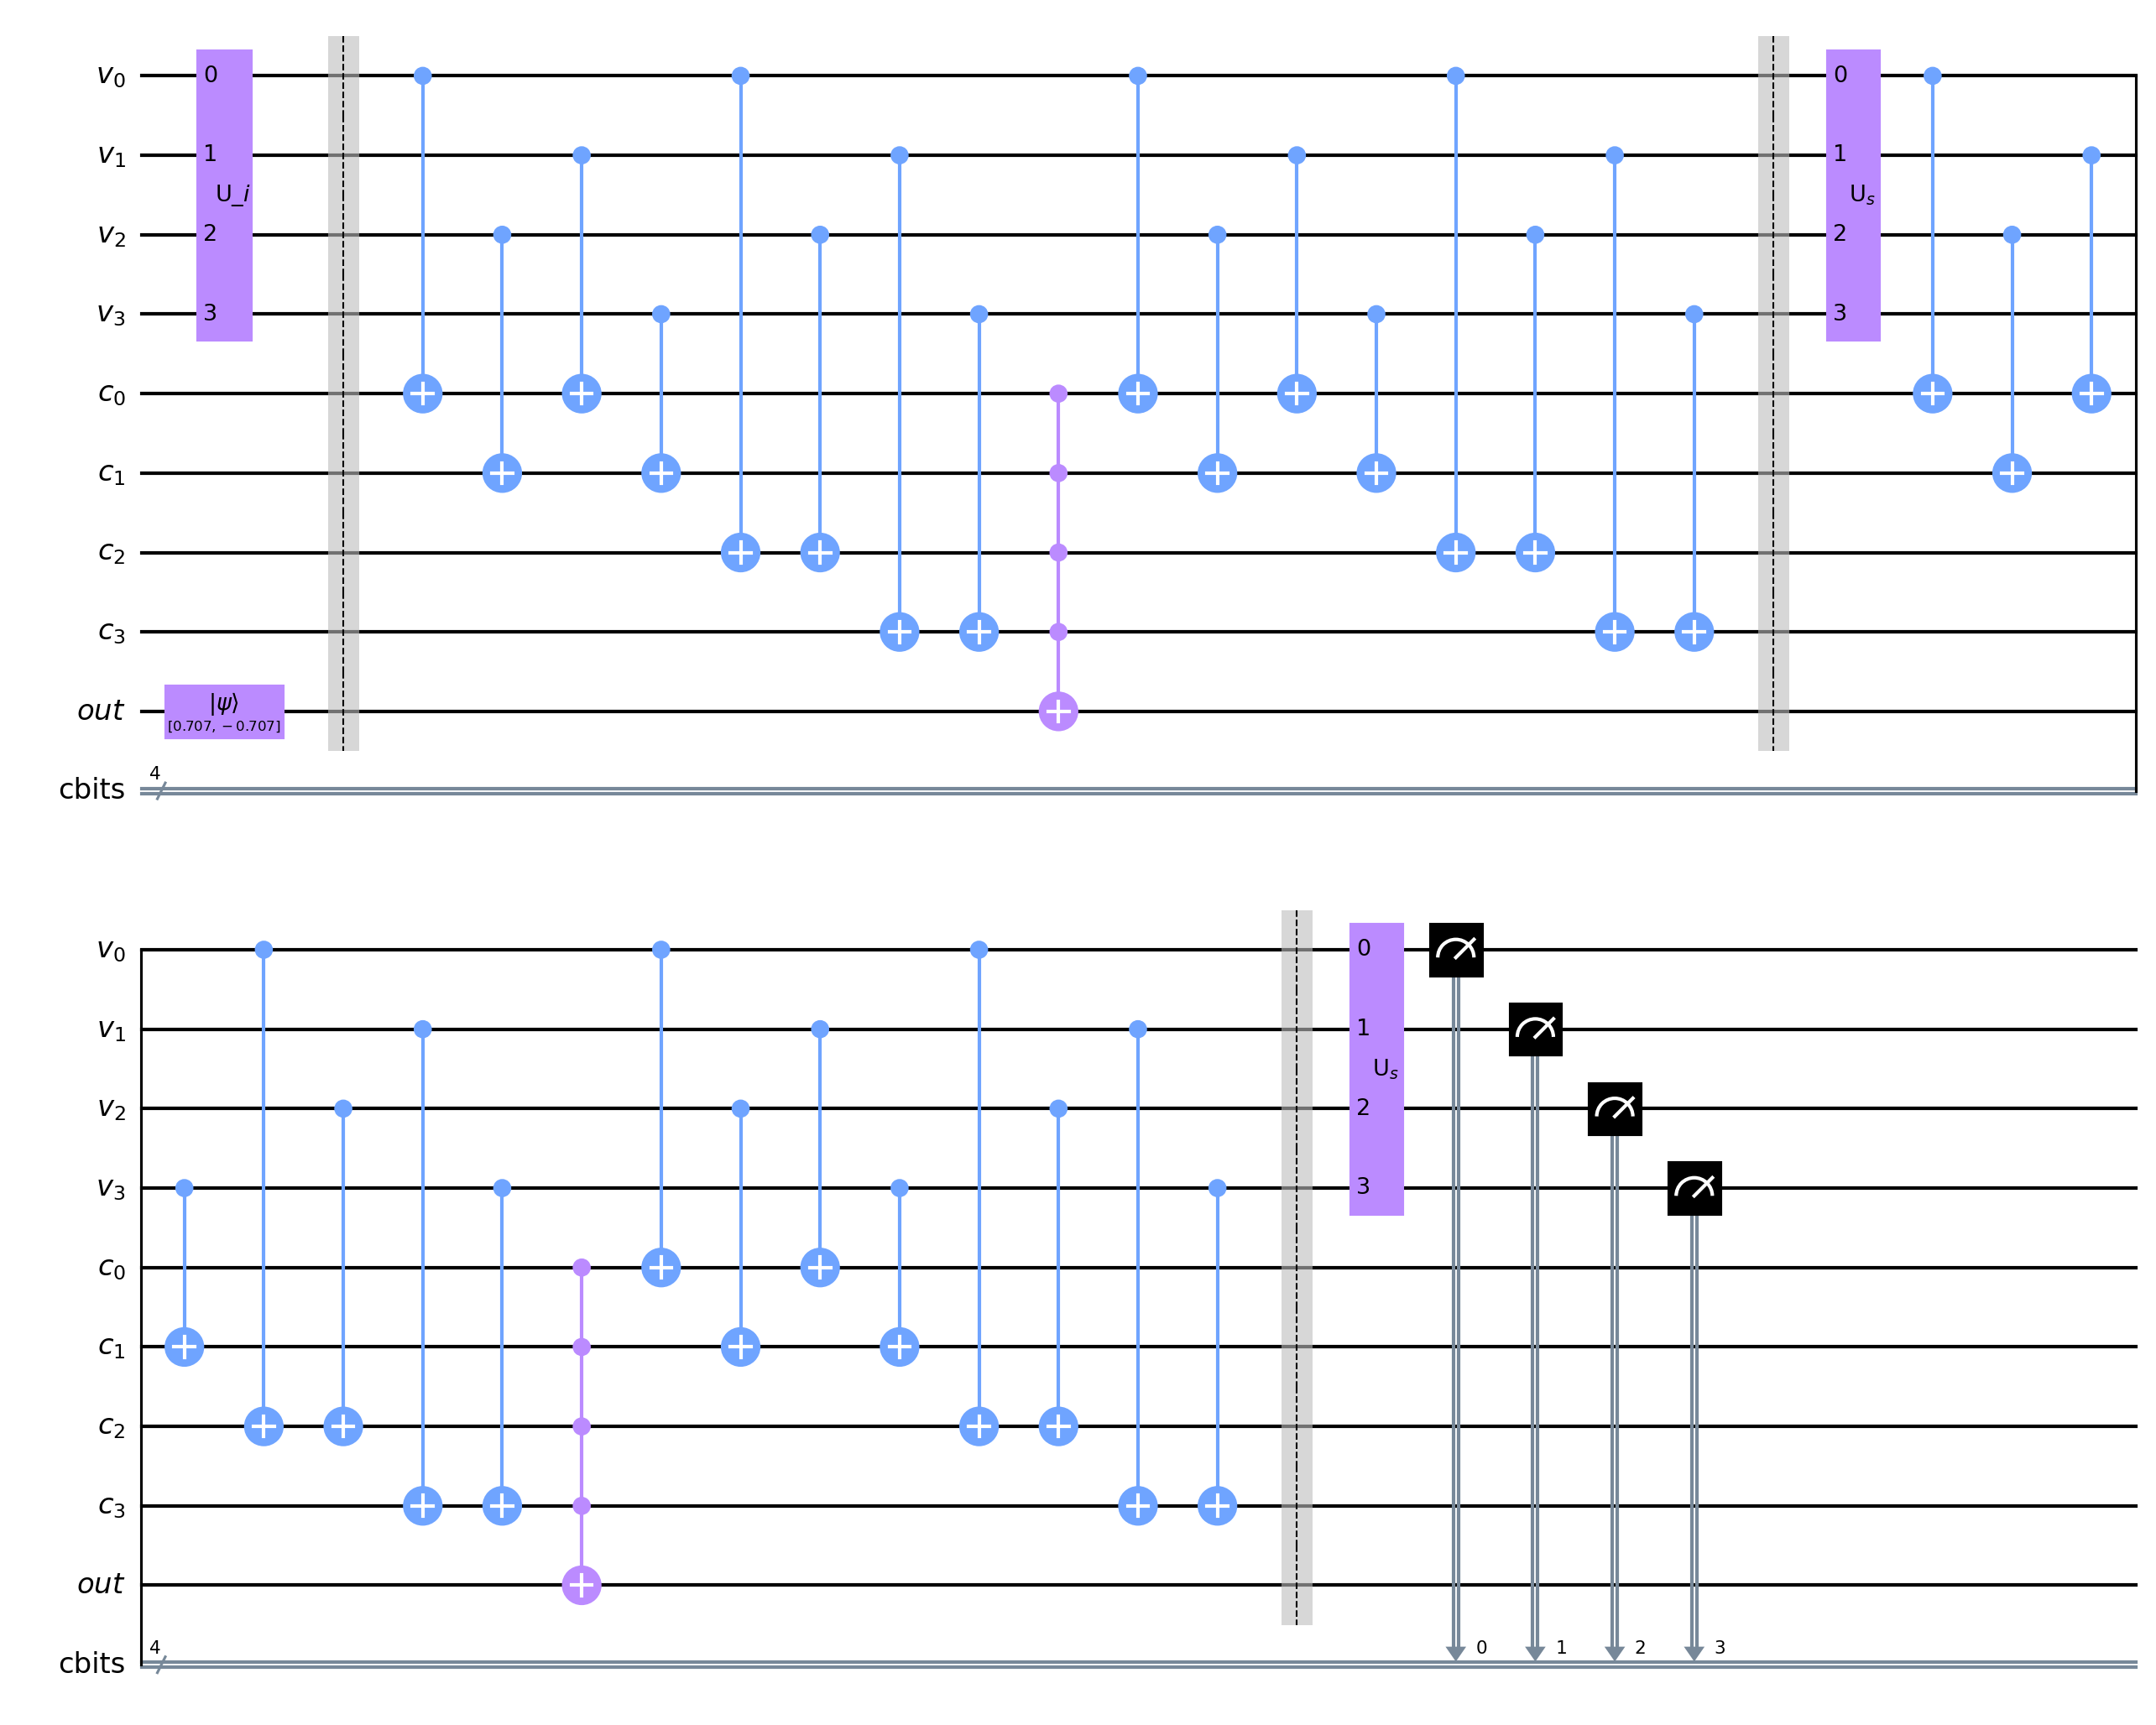 v0 0
v1 1
U_i
v2 2
v3 3
c0
c1
c2
c3
out |ψ⟩
[0.707, −0.707]
cbits 4
0
1
Us
2
3
v0 0
v1 1
Us
v2 2
v3 3
c0
c1
c2
c3
out
cbits 4 0 1 2 3